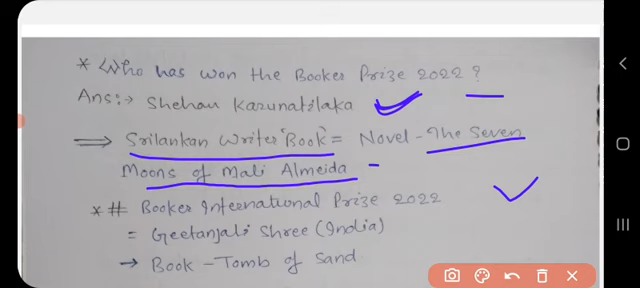 * Who has won the Booker Prize 2022 ?
Ans:→ Shehan Karunatilaka
⟹ Srilankan Writer "Book" = Novel - The Seven
Moons of Mali Almeida
*# Booker International Prize 2022
= Geetanjali Shree (India)
→ Book - Tomb of Sand